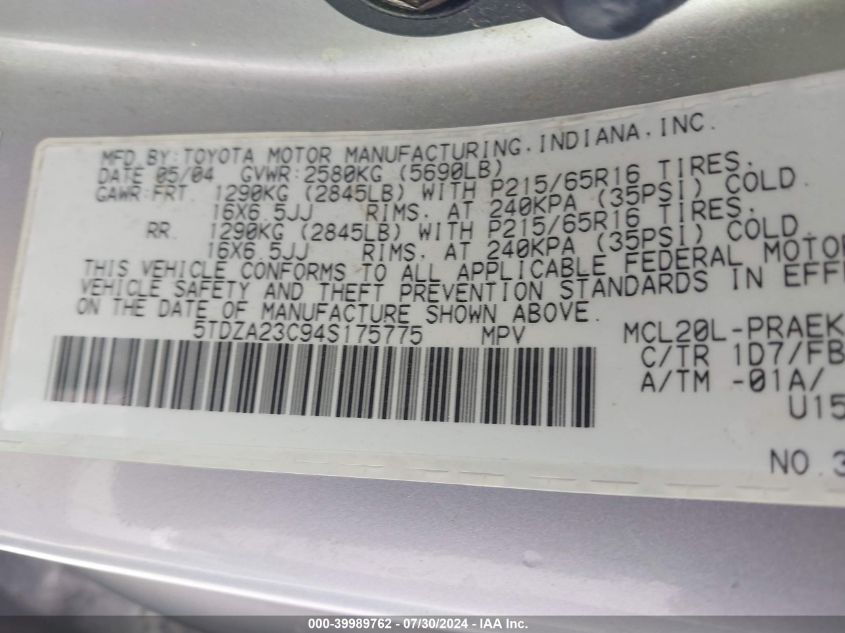 MFD. BY: TOYOTA MOTOR MANUFACTURING, INDIANA, INC.
DATE 05/04 GVWR: 2580KG (5690LB)
GAWR: FRT. 1290KG (2845LB) WITH P215/65R16 TIRES.
16X6.5JJ RIMS. AT 240KPA (35PSI) COLD.
RR. 1290KG (2845LB) WITH P215/65R16 TIRES.
16X6.5JJ RIMS. AT 240KPA (35PSI) COLD.
THIS VEHICLE CONFORMS TO ALL APPLICABLE FEDERAL MOTOR
VEHICLE SAFETY AND THEFT PREVENTION STANDARDS IN EFFE
ON THE DATE OF MANUFACTURE SHOWN ABOVE.
5TDZA23C94S175775 MPV MCL20L-PRAEK
C/TR 1D7/FB
A/TM -01A/
U15
NO.3
000-39989762 - 07/30/2024 - IAA Inc.